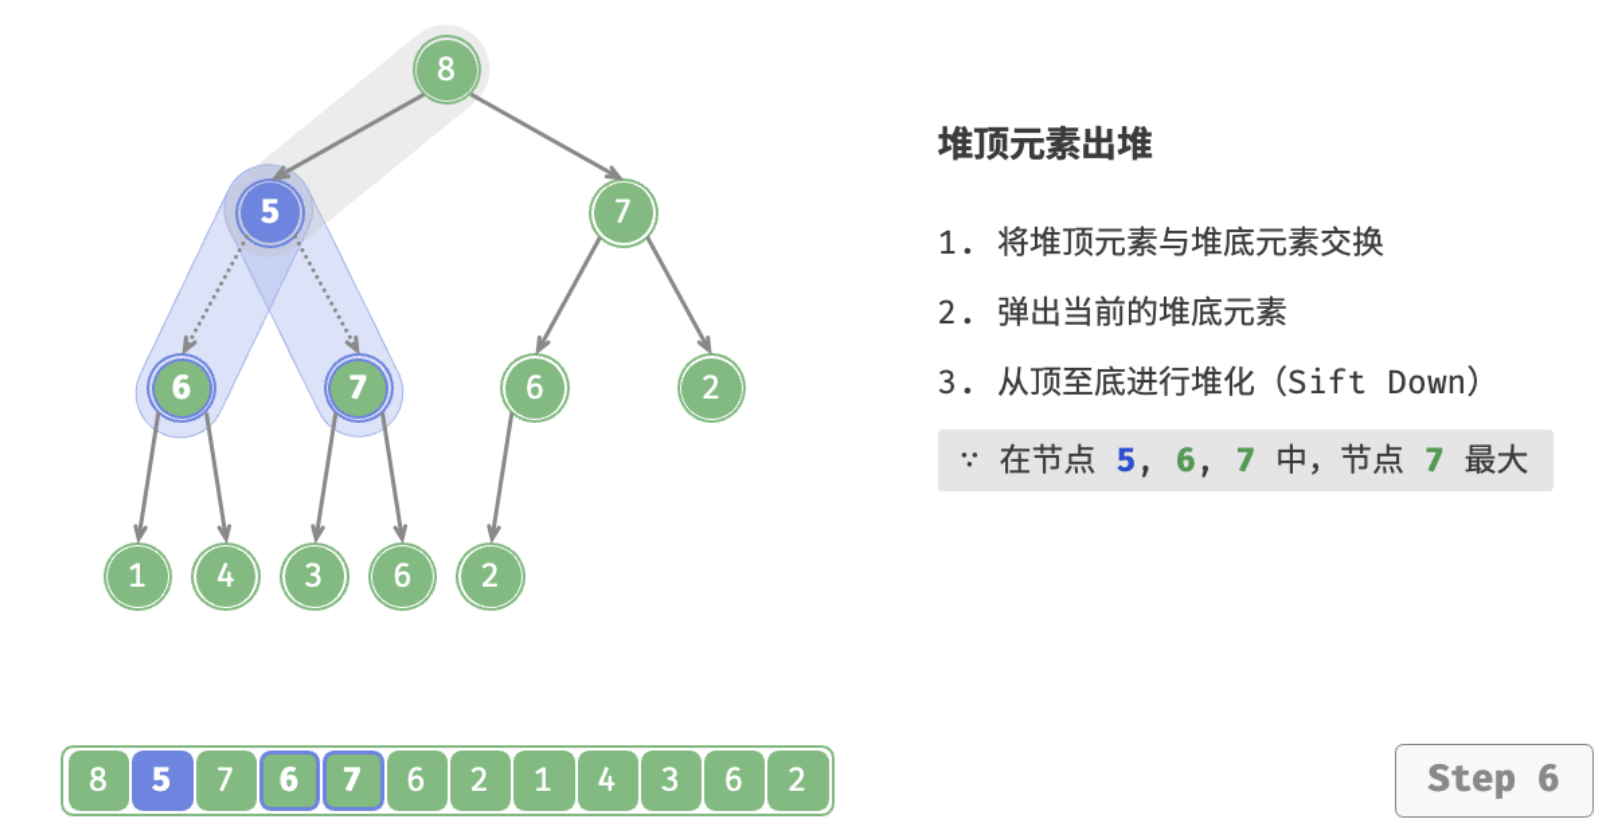 8
堆顶元素出堆
5
7
1. 将堆顶元素与堆底元素交换
2. 弹出当前的堆底元素
6 7 6 2
3. 从顶至底进行堆化（Sift Down）
∵ 在节点 5, 6, 7 中，节点 7 最大
1 4 3 6 2
8 5 7 6 7 6 2 1 4 3 6 2
Step 6